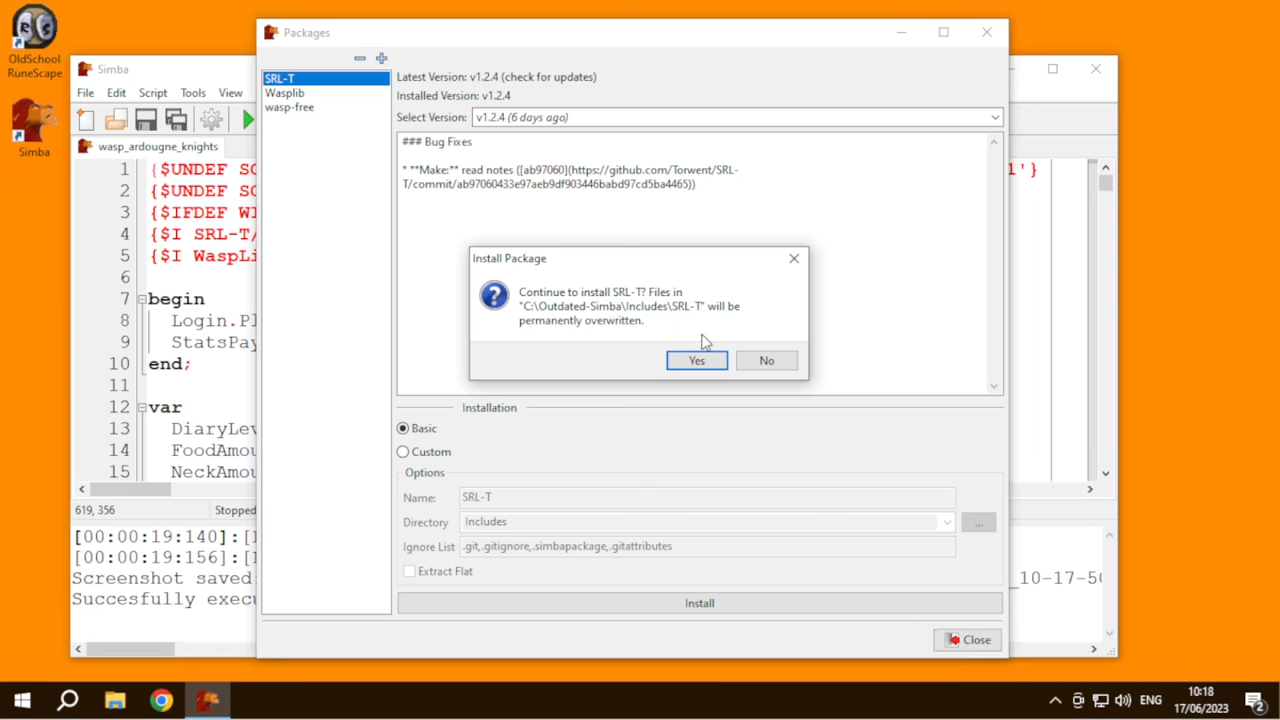 OldSchool
RuneScape
Simba
Simba
File Edit Script Tools View
wasp_ardougne_knights
1 {$UNDEF SC 1'}
2 {$UNDEF SC
3 {$IFDEF WI
4 {$I SRL-T/
5 {$I WaspLi
6
7 begin
8 Login.Pl
9 StatsPay
10 end;
11
12 var
13 DiaryLev
14 FoodAmou
15 NeckAmou
619, 356 Stopped
[00:00:19:140]:[
[00:00:19:156]:[
Screenshot saved _10-17-50
Succesfully execu
Packages
SRL-T
Wasplib
wasp-free
Latest Version: v1.2.4 (check for updates)
Installed Version: v1.2.4
Select Version: v1.2.4 (6 days ago)
### Bug Fixes
* **Make:** read notes ([ab97060](https://github.com/Torwent/SRL-
T/commit/ab97060433e97aeb9df903446babd97cd5ba4465))
Install Package
Continue to install SRL-T? Files in
"C:\Outdated-Simba\Includes\SRL-T" will be
permanently overwritten.
Yes No
Installation
Basic
Custom
Options
Name: SRL-T
Directory Includes ...
Ignore List .git,.gitignore,.simbapackage,.gitattributes
Extract Flat
Install
Close
ENG
10:18
17/06/2023
2